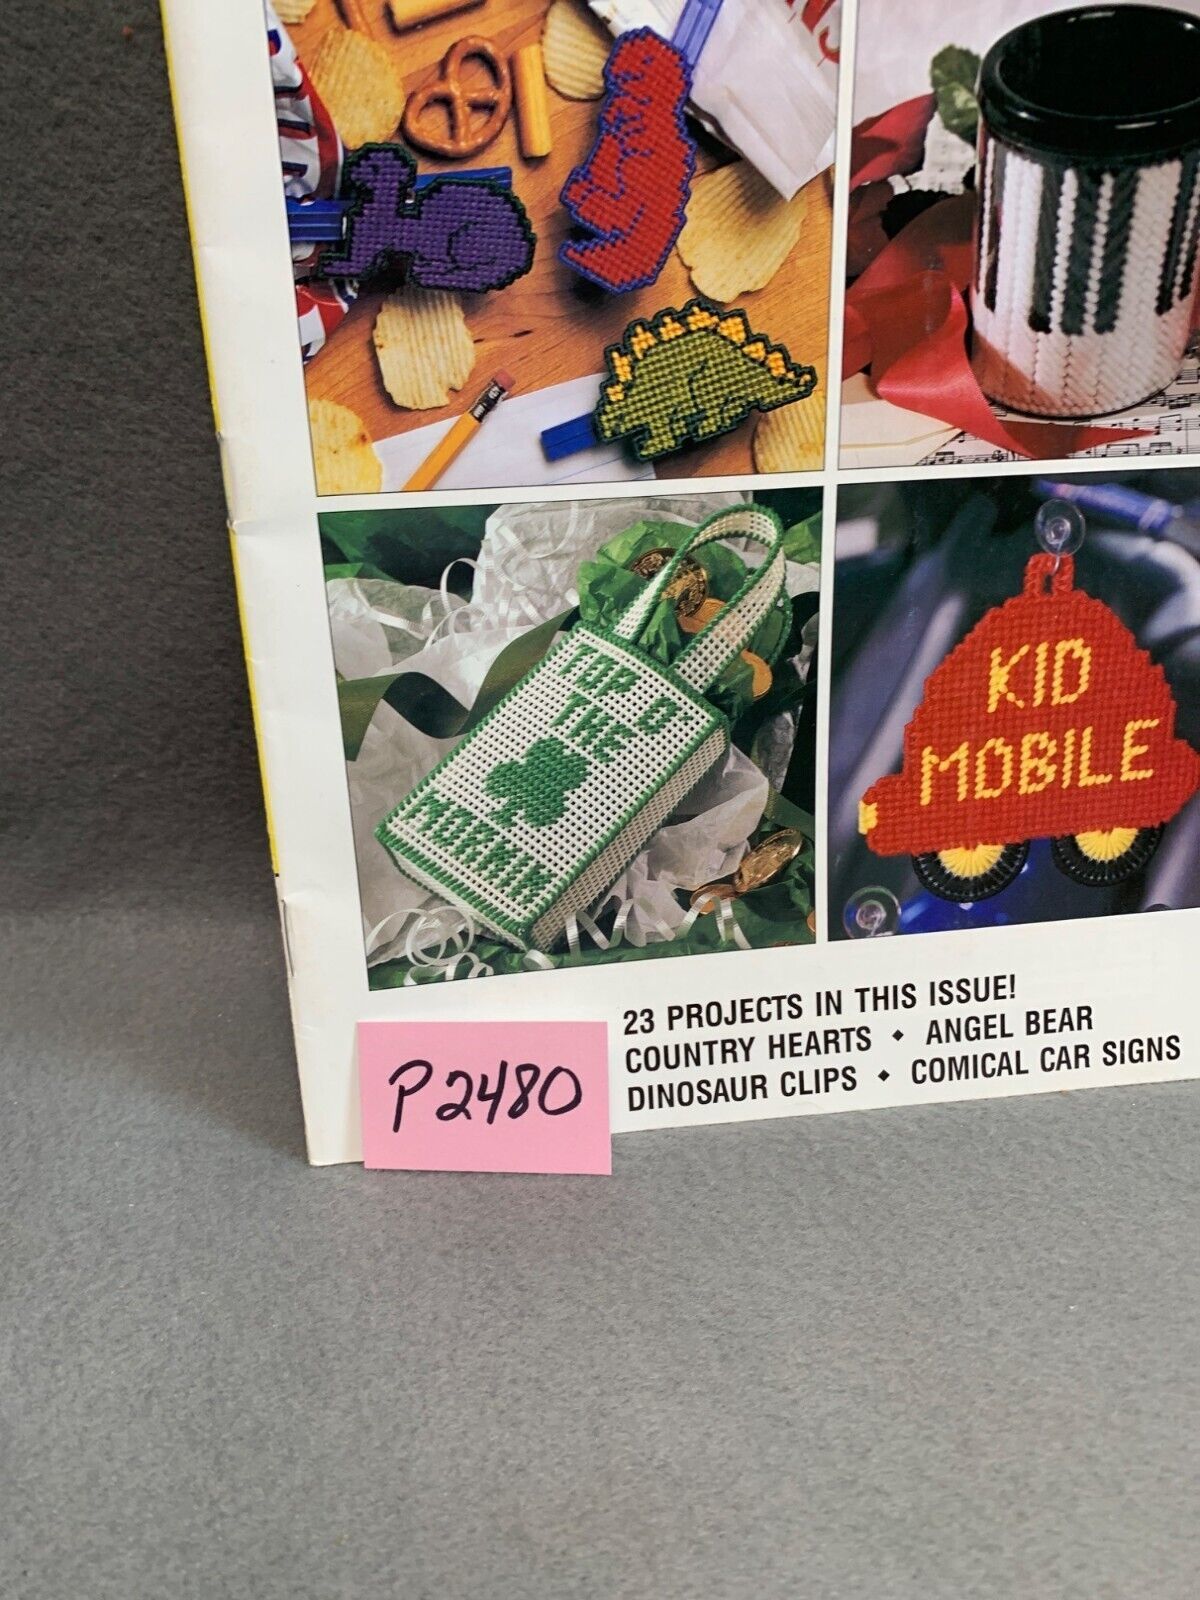 TOP O'
THE
MORNIN
KID
MOBILE
23 PROJECTS IN THIS ISSUE!
COUNTRY HEARTS ◆ ANGEL BEAR
DINOSAUR CLIPS ◆ COMICAL CAR SIGNS
P2480